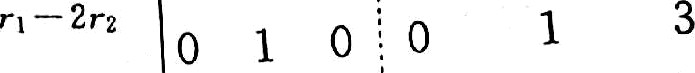 r₁－2r₂ | 0 1 0 ⋮ 0 1 3